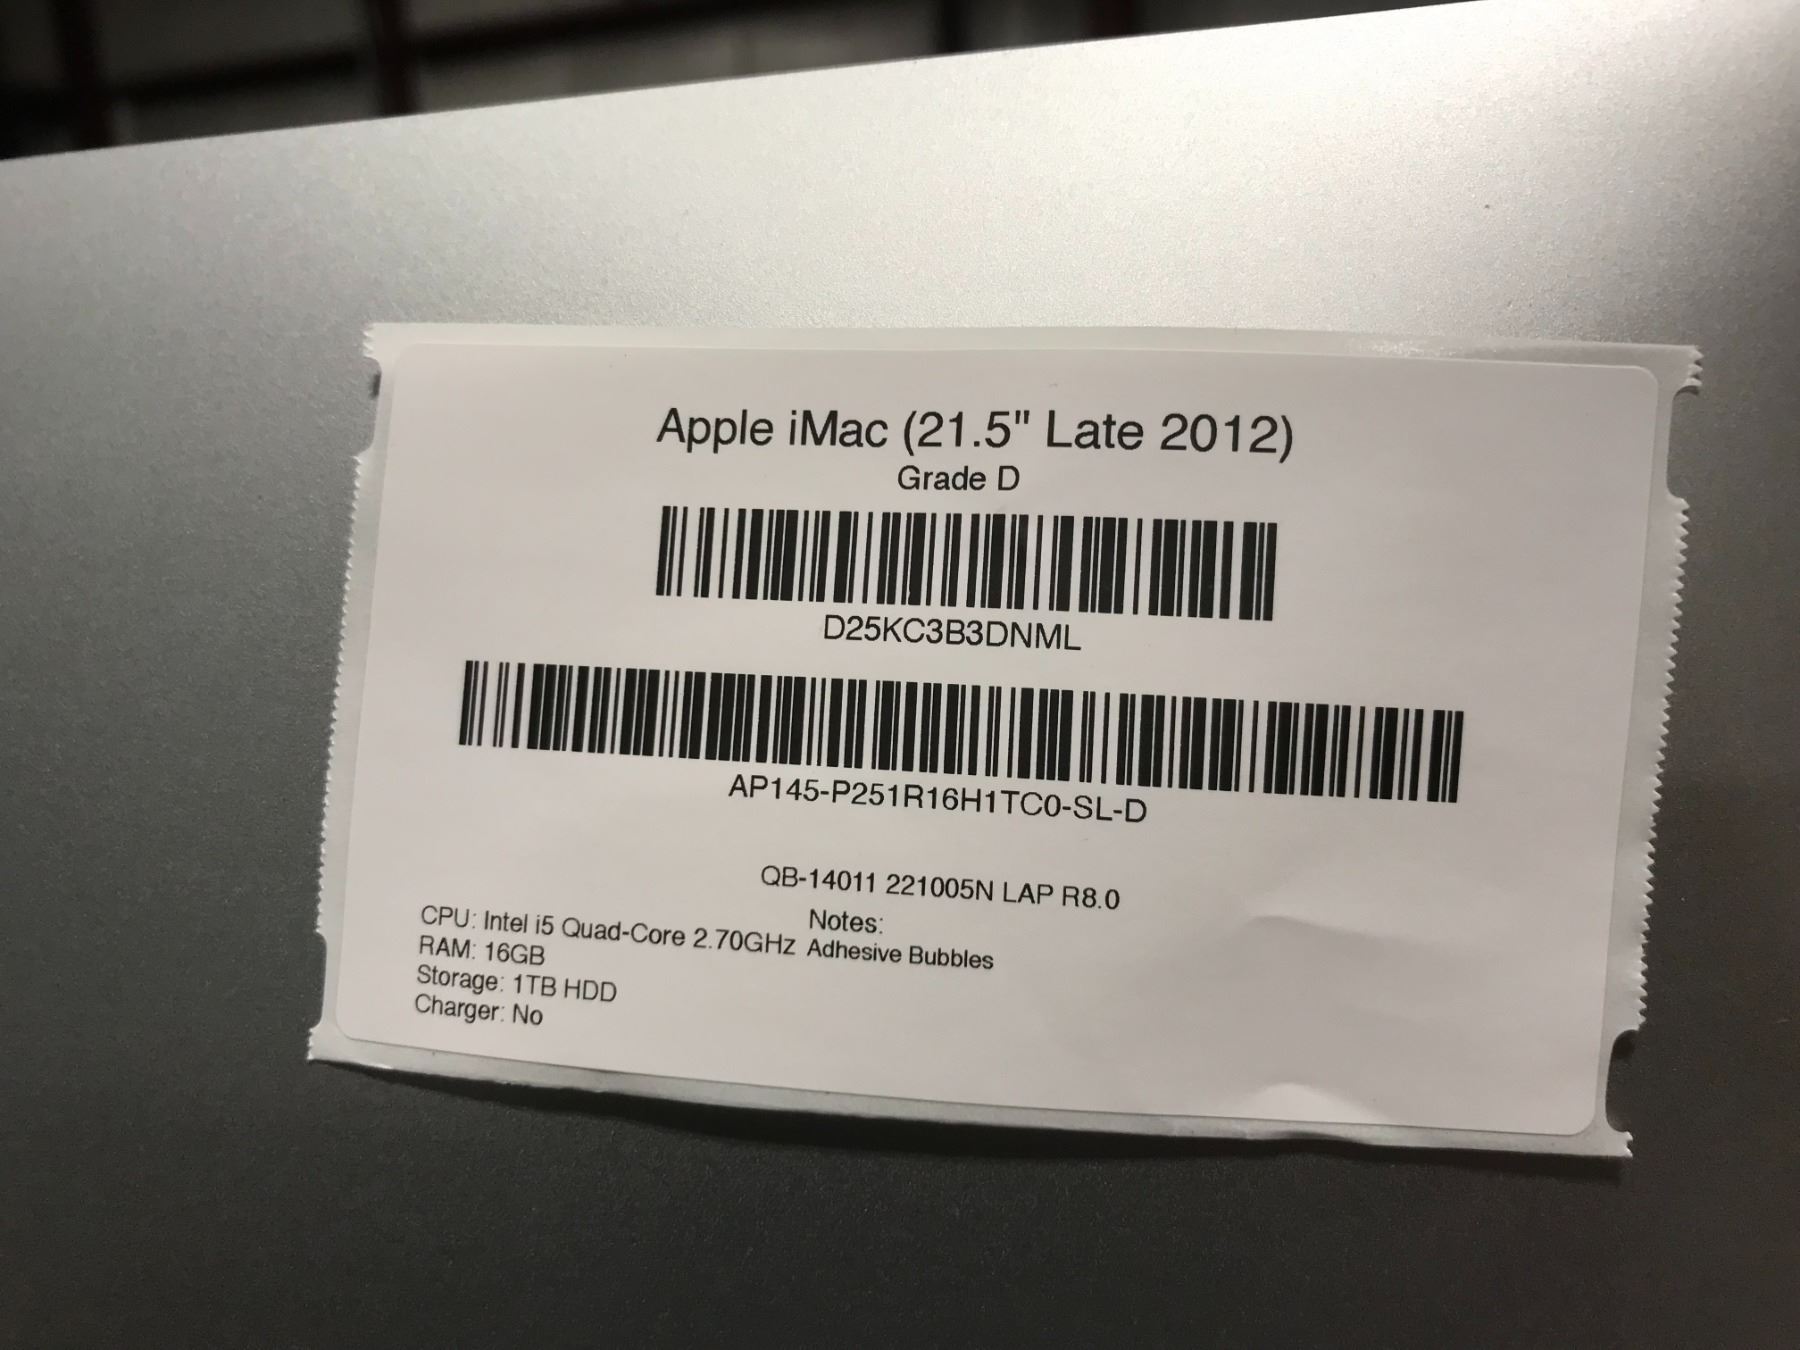 Apple iMac (21.5" Late 2012)
Grade D
D25KC3B3DNML
AP145-P251R16H1TC0-SL-D
QB-14011 221005N LAP R8.0
CPU: Intel i5 Quad-Core 2.70GHz
RAM: 16GB
Storage: 1TB HDD
Charger: No
Notes:
Adhesive Bubbles